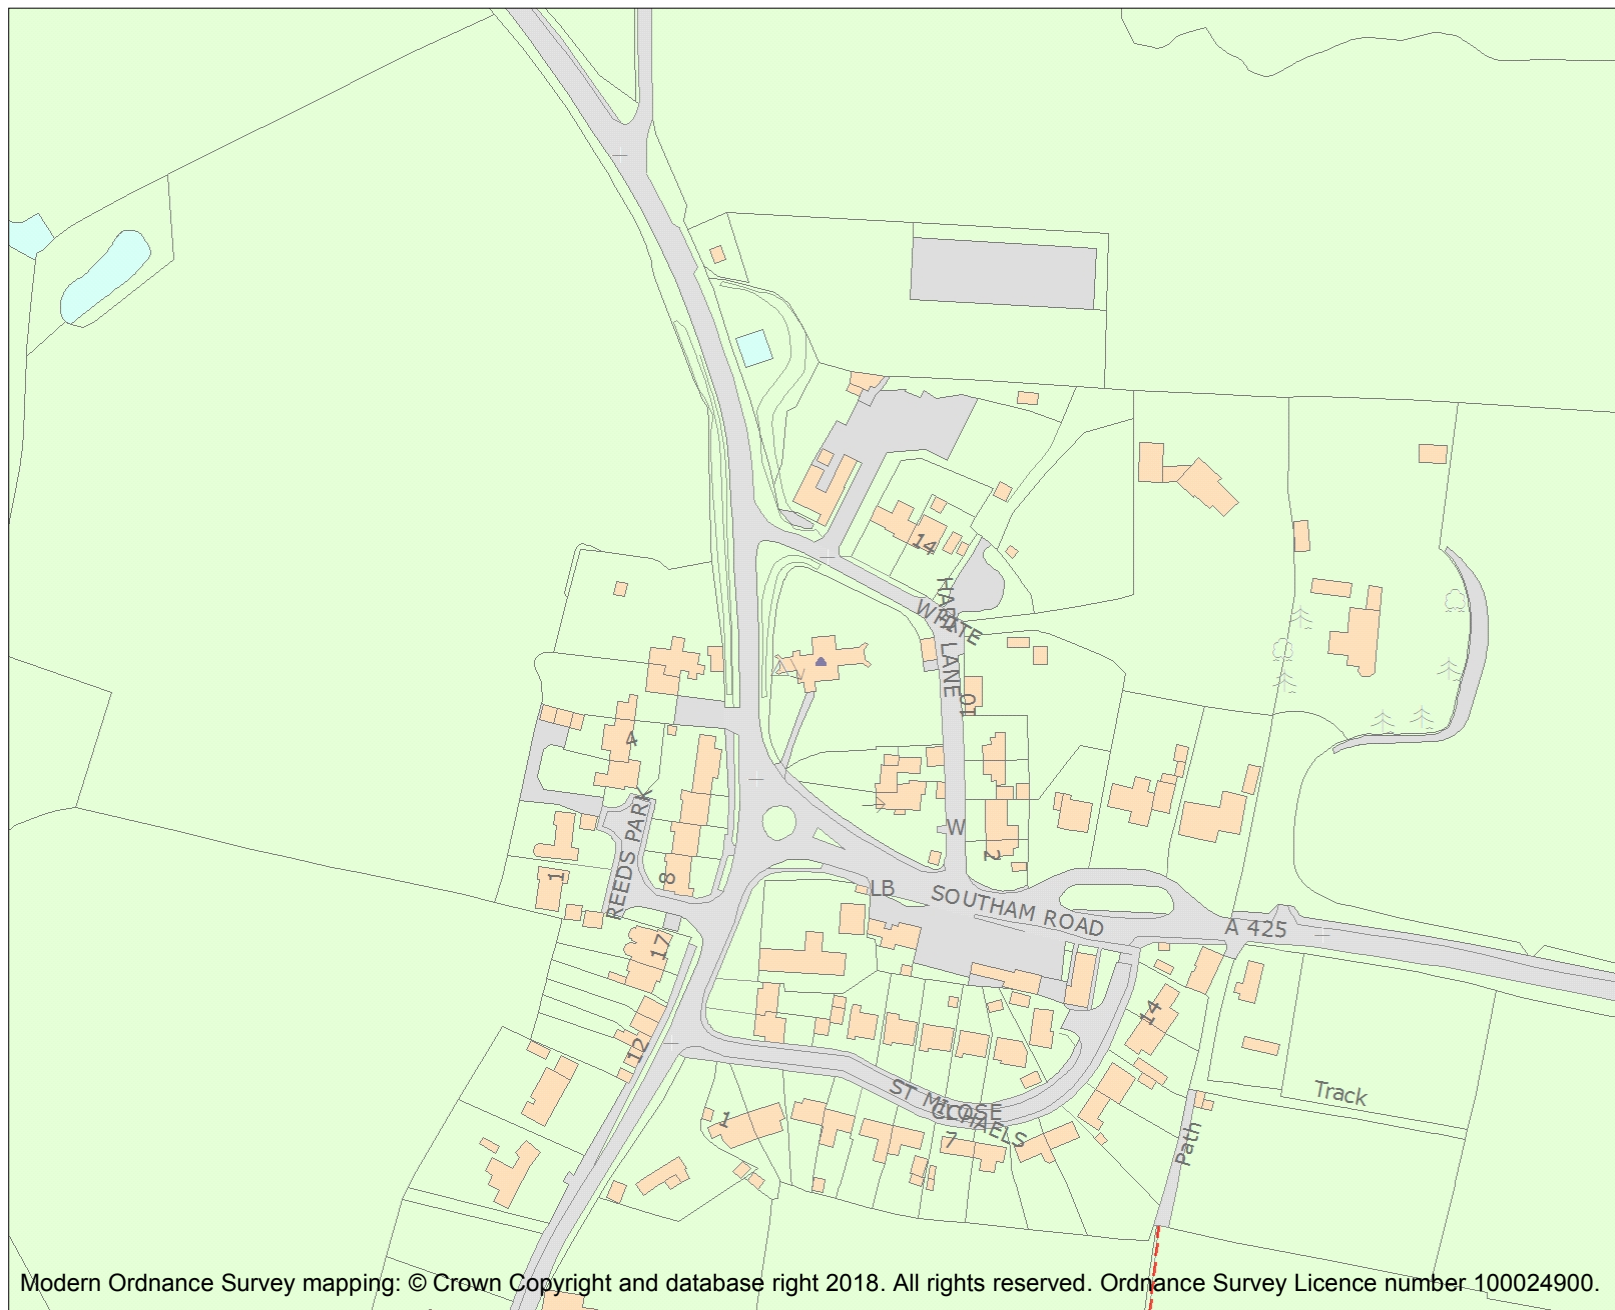 14
WHITE
HART LANE
10
4
REEDS PARK
W
2
1
8
LB
SOUTHAM ROAD
A 425
17
14
12
Track
ST MICHAELS
CLOSE
1
7
Path
Modern Ordnance Survey mapping: © Crown Copyright and database right 2018. All rights reserved. Ordnance Survey Licence number 100024900.